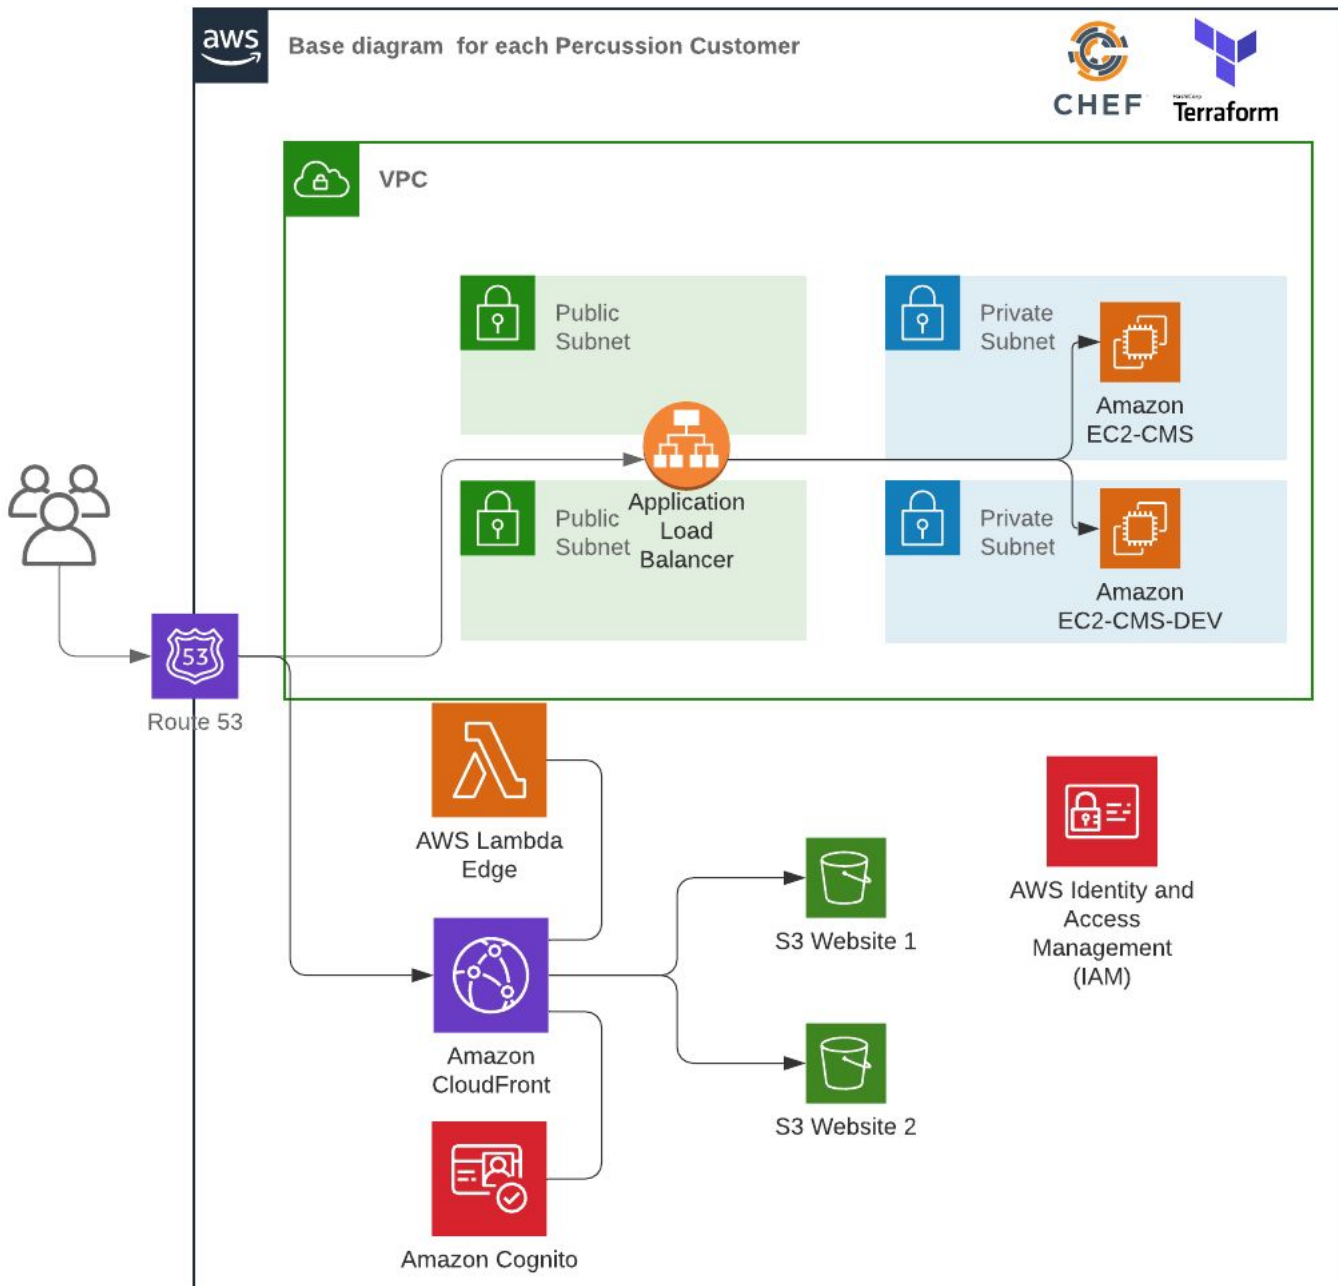 aws
Base diagram for each Percussion Customer
CHEF
HashiCorp
Terraform
VPC
Public
Subnet
Private
Subnet
Amazon
EC2-CMS
Public
Subnet
Application
Load
Balancer
Private
Subnet
Amazon
EC2-CMS-DEV
53
Route 53
AWS Lambda
Edge
AWS Identity and
Access
Management
(IAM)
S3 Website 1
Amazon
CloudFront
S3 Website 2
Amazon Cognito